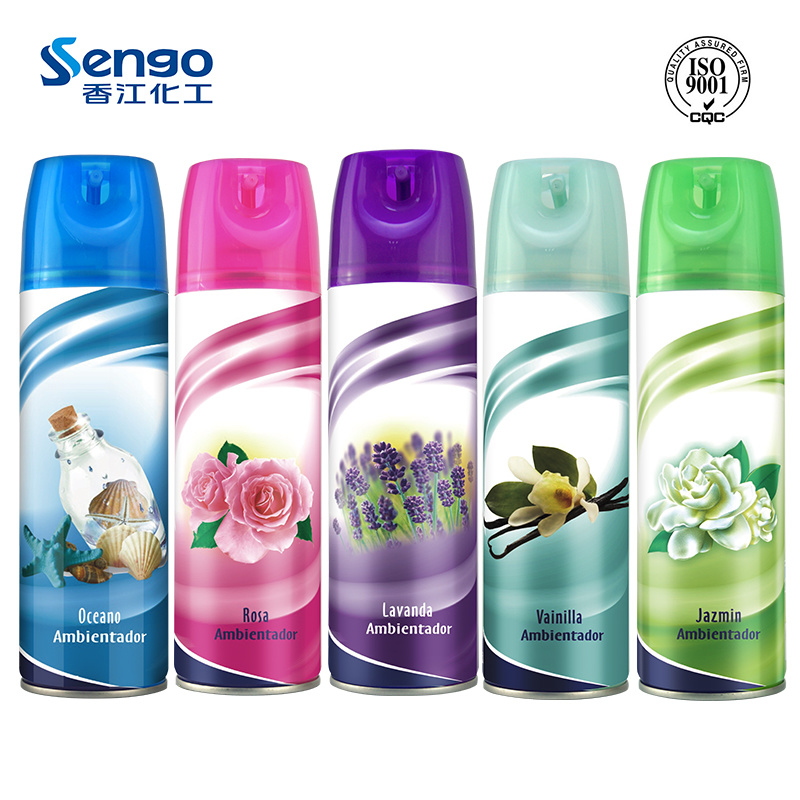 Sengo
香江化工
QUALITY ASSURED FIRM
ISO
9001
CQC
Oceano
Ambientador
Rosa
Ambientador
Lavanda
Ambientador
Vainilla
Ambientador
Jazmin
Ambientador